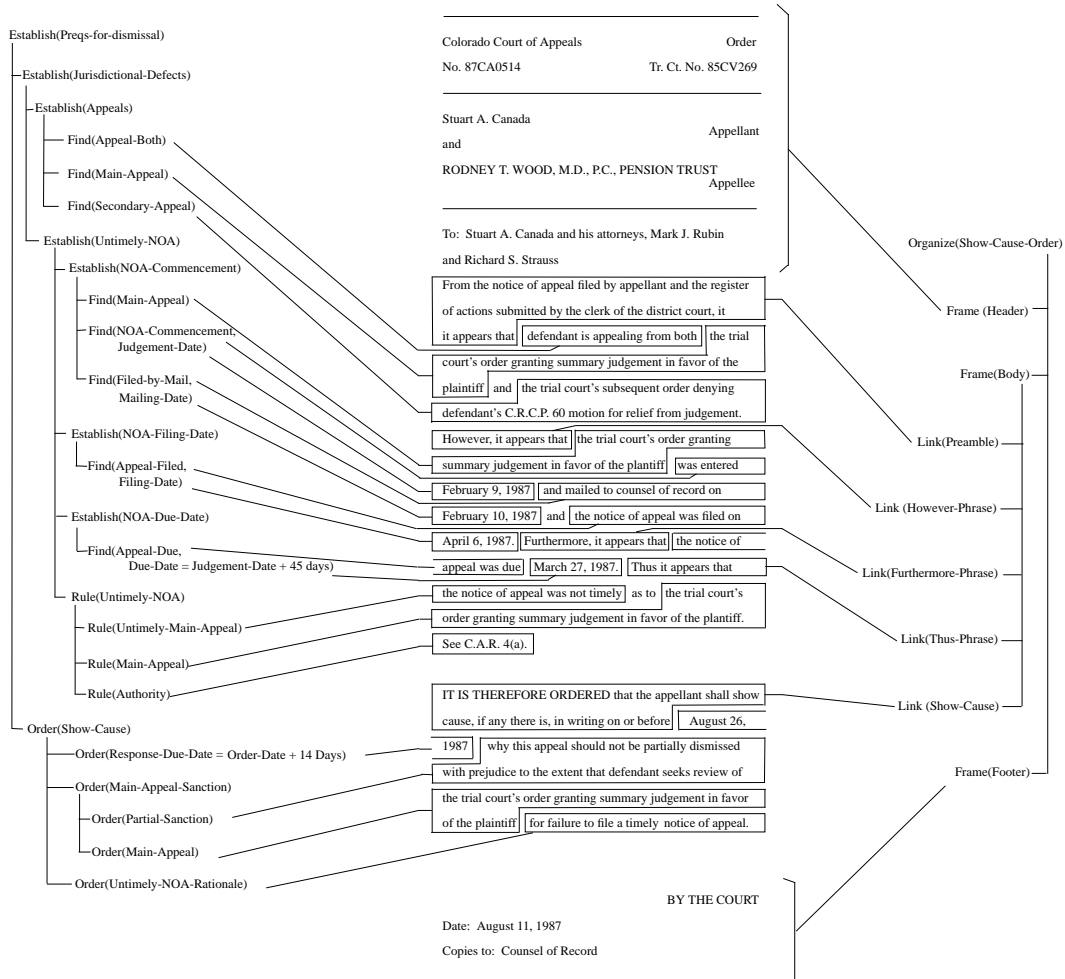 Establish(Preqs-for-dismissal)
Establish(Jurisdictional-Defects)
Establish(Appeals)
Find(Appeal-Both)
Find(Main-Appeal)
Find(Secondary-Appeal)
Establish(Untimely-NOA)
Establish(NOA-Commencement)
Find(Main-Appeal)
Find(NOA-Commencement,
Judgement-Date)
Find(Filed-by-Mail,
Mailing-Date)
Establish(NOA-Filing-Date)
Find(Appeal-Filed,
Filing-Date)
Establish(NOA-Due-Date)
Find(Appeal-Due,
Due-Date = Judgement-Date + 45 days)
Rule(Untimely-NOA)
Rule(Untimely-Main-Appeal)
Rule(Main-Appeal)
Rule(Authority)
Order(Show-Cause)
Order(Response-Due-Date = Order-Date + 14 Days)
Order(Main-Appeal-Sanction)
Order(Partial-Sanction)
Order(Main-Appeal)
Order(Untimely-NOA-Rationale)
Colorado Court of Appeals Order
No. 87CA0514 Tr. Ct. No. 85CV269
Stuart A. Canada
Appellant
and
RODNEY T. WOOD, M.D., P.C., PENSION TRUST
Appellee
To: Stuart A. Canada and his attorneys, Mark J. Rubin
and Richard S. Strauss
From the notice of appeal filed by appellant and the register
of actions submitted by the clerk of the district court, it
it appears that defendant is appealing from both the trial
court's order granting summary judgement in favor of the
plaintiff and the trial court's subsequent order denying
defendant's C.R.C.P. 60 motion for relief from judgement.
However, it appears that the trial court's order granting
summary judgement in favor of the plantiff was entered
February 9, 1987 and mailed to counsel of record on
February 10, 1987 and the notice of appeal was filed on
April 6, 1987. Furthermore, it appears that the notice of
appeal was due March 27, 1987. Thus it appears that
the notice of appeal was not timely as to the trial court's
order granting summary judgement in favor of the plantiff.
See C.A.R. 4(a).
IT IS THEREFORE ORDERED that the appellant shall show
cause, if any there is, in writing on or before August 26,
1987 why this appeal should not be partially dismissed
with prejudice to the extent that defendant seeks review of
the trial court's order granting summary judgement in favor
of the plaintiff for failure to file a timely notice of appeal.
BY THE COURT
Date: August 11, 1987
Copies to: Counsel of Record
Organize(Show-Cause-Order)
Frame (Header)
Frame(Body)
Link(Preamble)
Link (However-Phrase)
Link(Furthermore-Phrase)
Link(Thus-Phrase)
Link (Show-Cause)
Frame(Footer)